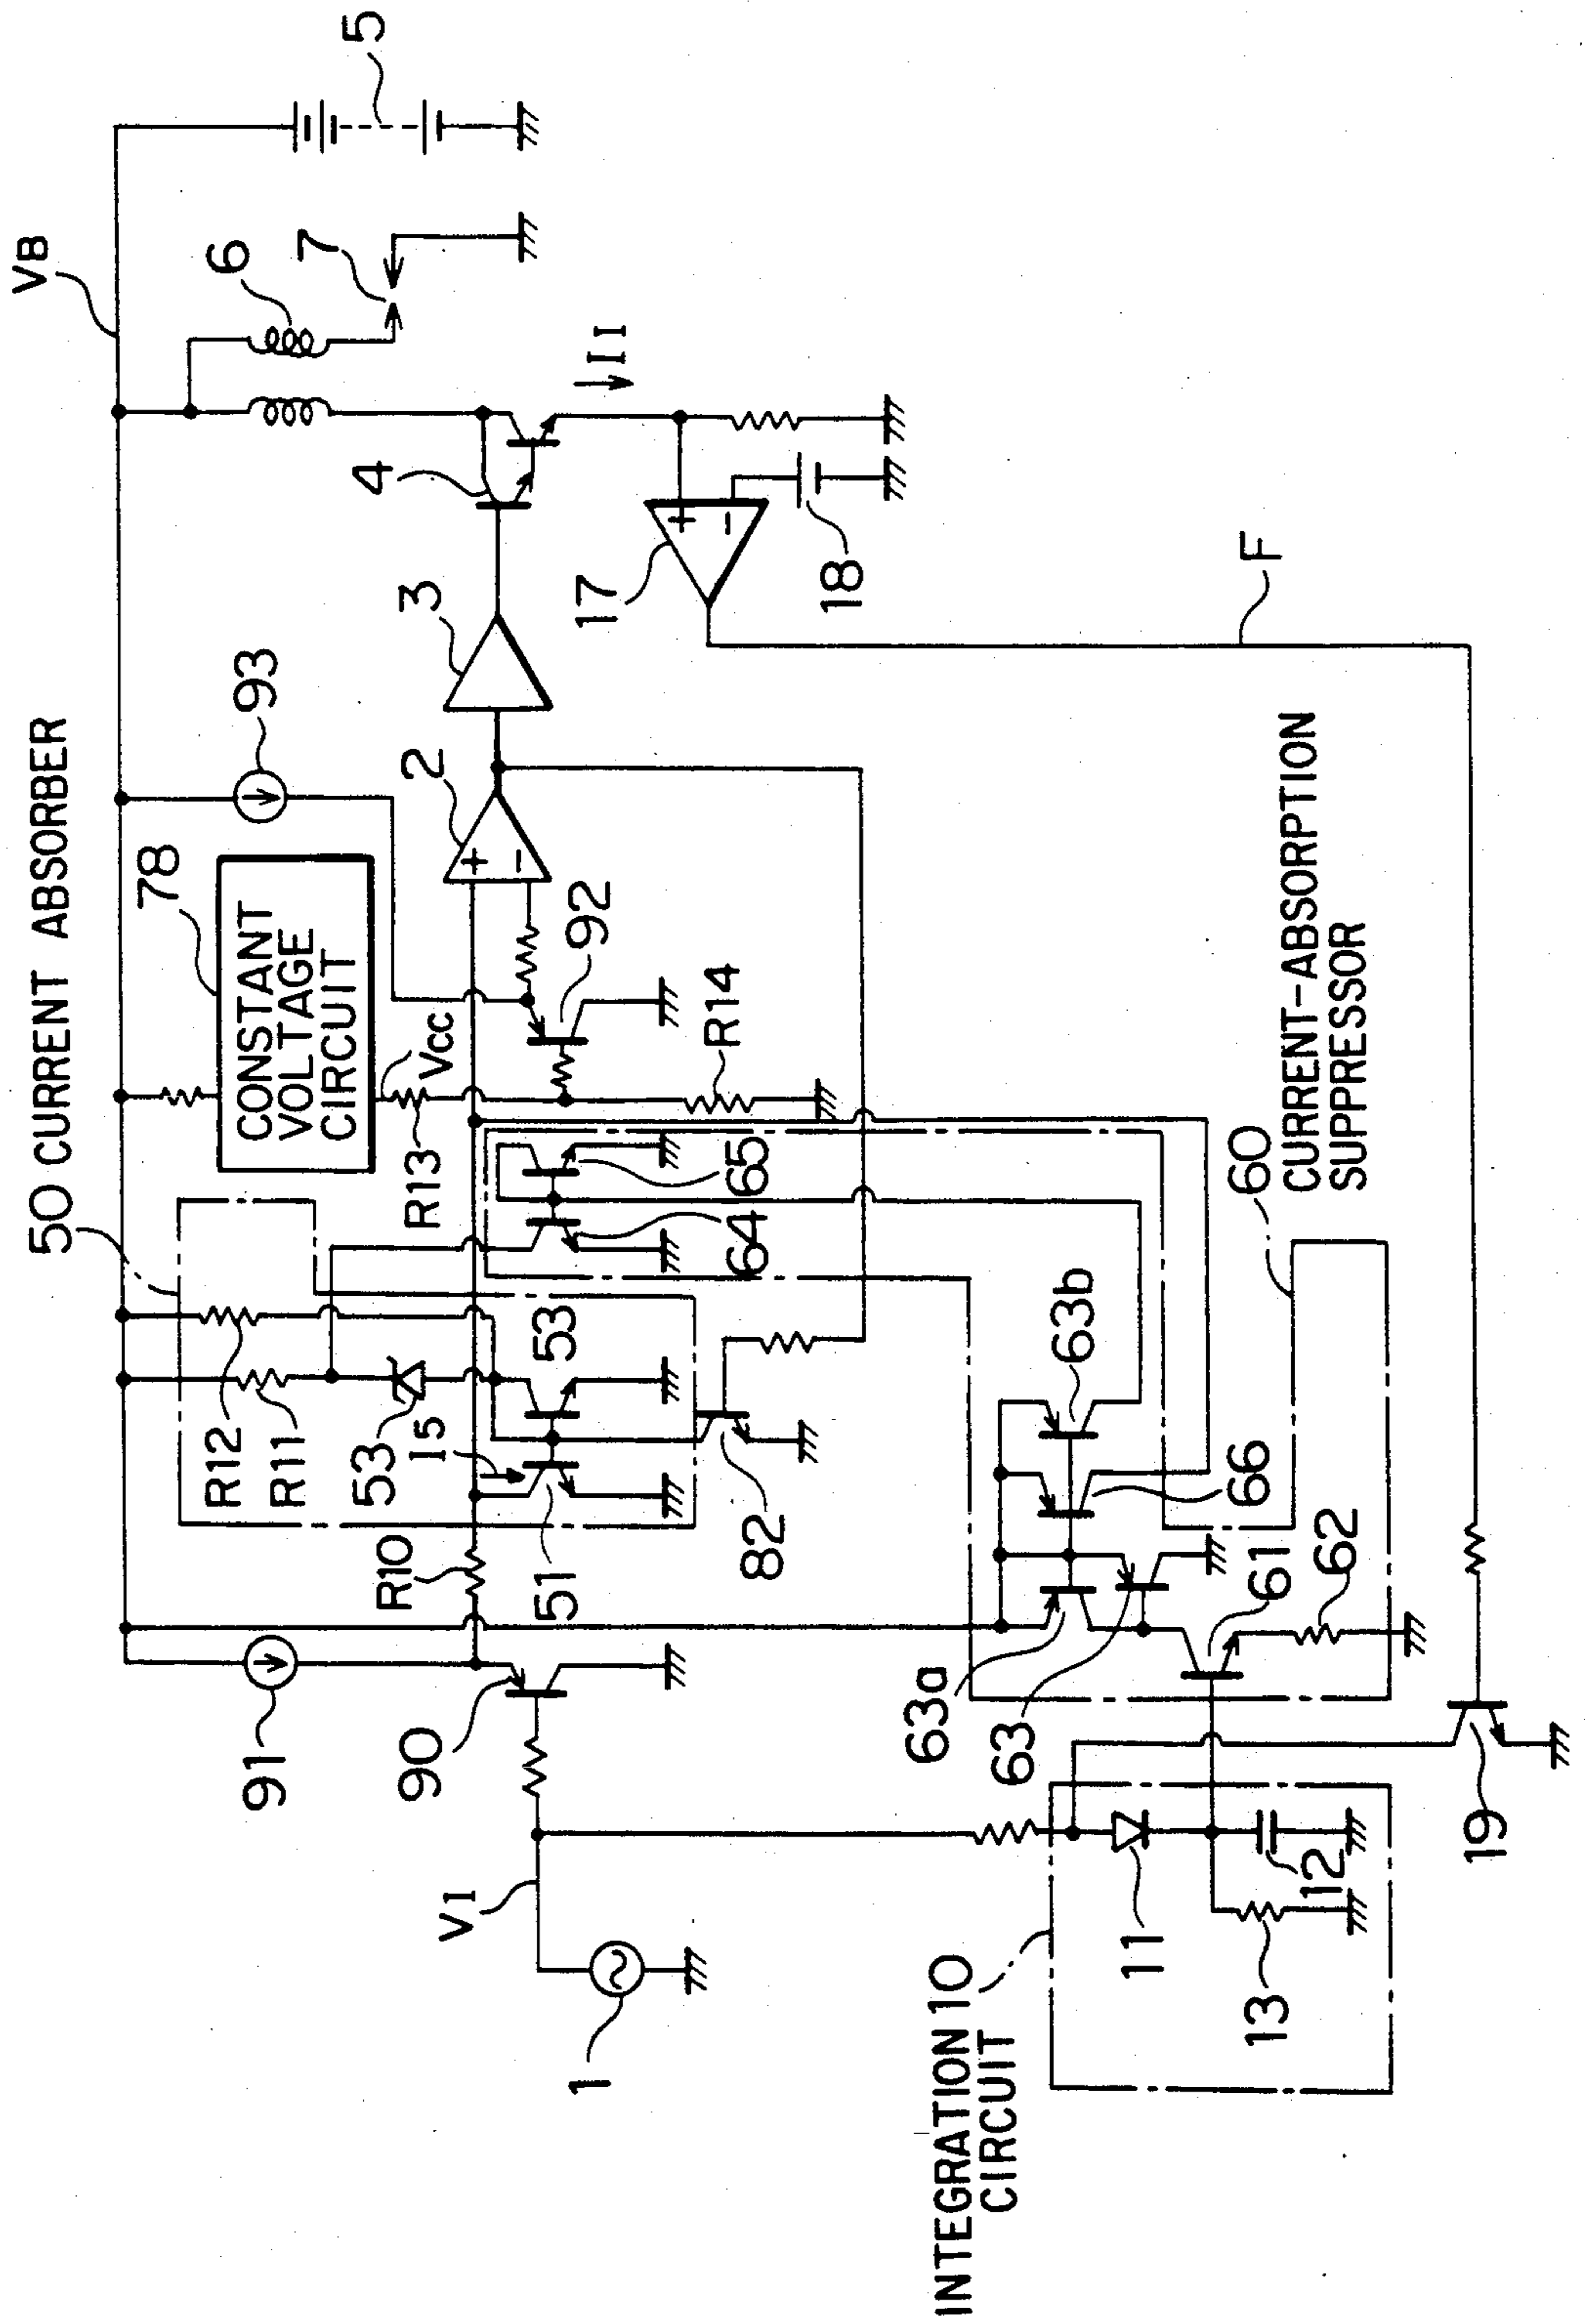 50 CURRENT ABSORBER
VB
5
6
7
93
78
CONSTANT
VOLTAGE
CIRCUIT
R12
R11
53
I5
53
R13
Vcc
2
3
4
I1
91
R10
51
82
64
65
92
R14
17
18
90
VI
1
63a
63
63b
66
61
62
60
CURRENT-ABSORPTION
SUPPRESSOR
F
INTEGRATION 10
CIRCUIT
11
12
13
19